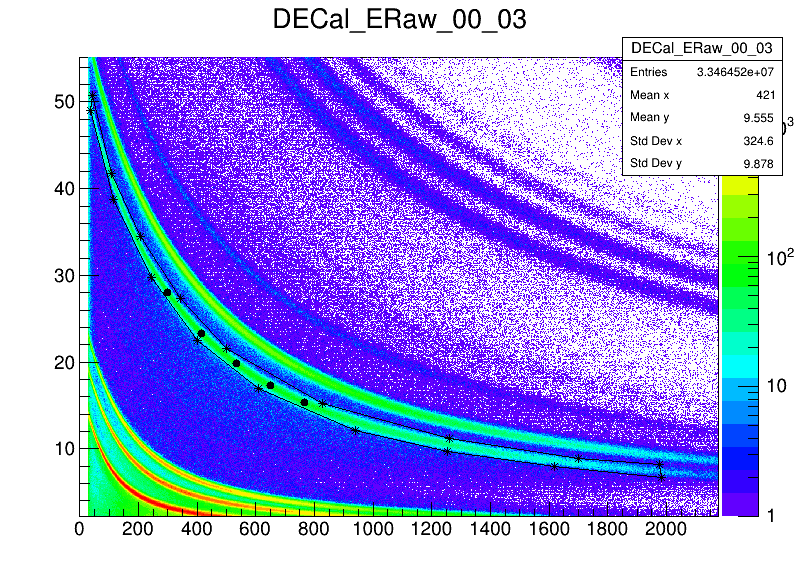 DECal_ERaw_00_03
DECal_ERaw_00_03
Entries 3.346452e+07
Mean x 421
Mean y 9.555
Std Dev x 324.6
Std Dev y 9.878
50
40
30
20
10
0 200 400 600 800 1000 1200 1400 1600 1800 2000
3
10²
10
1